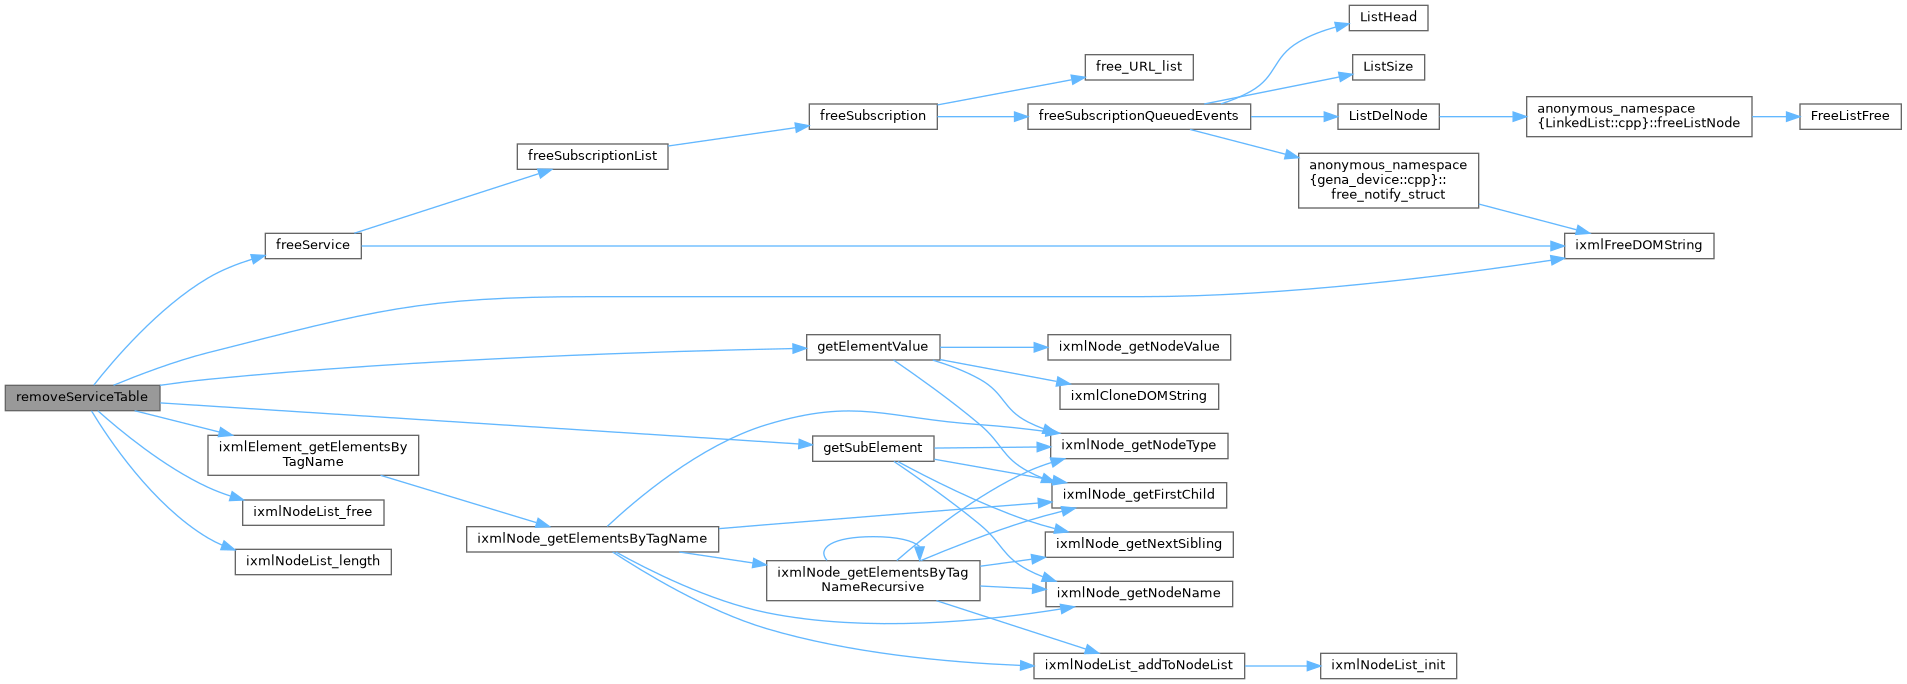 ListHead
free_URL_list
ListSize
freeSubscription
freeSubscriptionQueuedEvents
ListDelNode
anonymous_namespace
{LinkedList::cpp}::freeListNode
FreeListFree
freeSubscriptionList
anonymous_namespace
{gena_device::cpp}::
free_notify_struct
freeService
ixmlFreeDOMString
getElementValue
ixmlNode_getNodeValue
removeServiceTable
ixmlCloneDOMString
ixmlElement_getElementsBy
TagName
getSubElement
ixmlNode_getNodeType
ixmlNode_getFirstChild
ixmlNodeList_free
ixmlNode_getElementsByTagName
ixmlNode_getNextSibling
ixmlNodeList_length
ixmlNode_getElementsByTag
NameRecursive
ixmlNode_getNodeName
ixmlNodeList_addToNodeList
ixmlNodeList_init